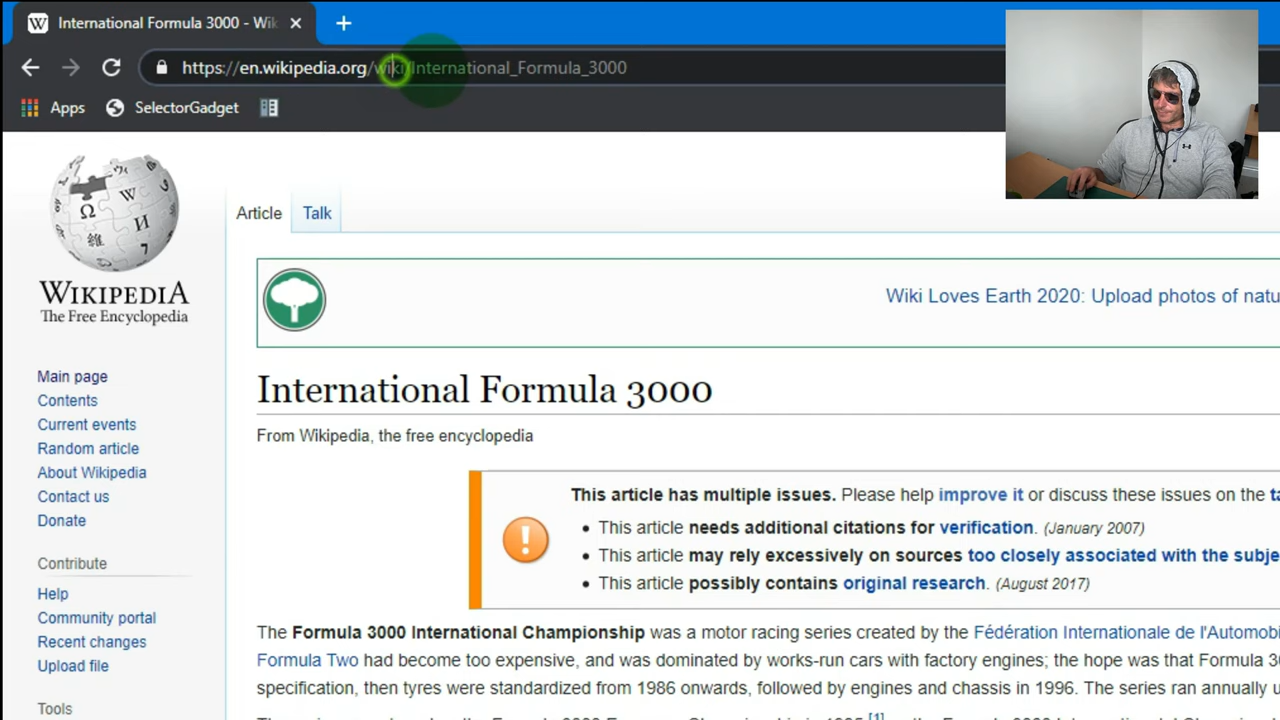 International Formula 3000 - Wik
https://en.wikipedia.org/wiki/International_Formula_3000
Apps SelectorGadget
WIKIPEDIA
The Free Encyclopedia
Main page
Contents
Current events
Random article
About Wikipedia
Contact us
Donate
Contribute
Help
Community portal
Recent changes
Upload file
Tools
Article Talk
Wiki Loves Earth 2020: Upload photos of natu
International Formula 3000
From Wikipedia, the free encyclopedia
This article has multiple issues. Please help improve it or discuss these issues on the ta
• This article needs additional citations for verification. (January 2007)
• This article may rely excessively on sources too closely associated with the subje
• This article possibly contains original research. (August 2017)
The Formula 3000 International Championship was a motor racing series created by the Fédération Internationale de l'Automobi
Formula Two had become too expensive, and was dominated by works-run cars with factory engines; the hope was that Formula 3
specification, then tyres were standardized from 1986 onwards, followed by engines and chassis in 1996. The series ran annually u